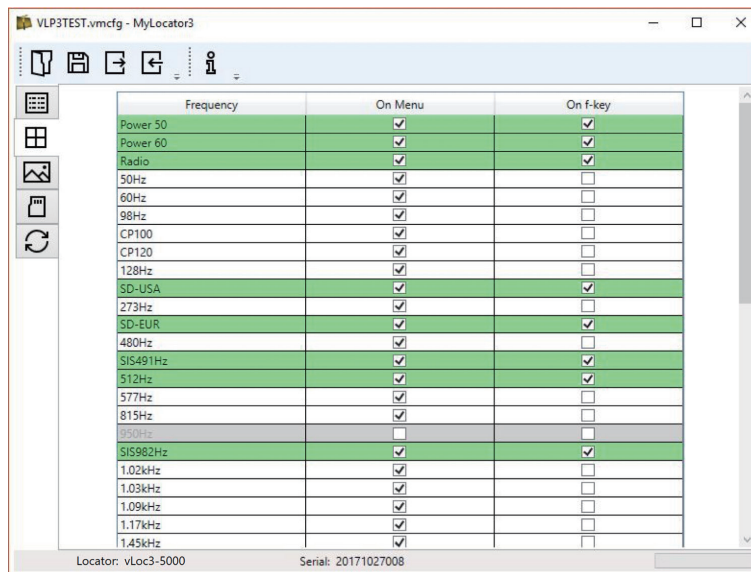 VLP3TEST.vmcfg - MyLocator3
Frequency On Menu On f-key
Power 50
Power 60
Radio
50Hz
60Hz
98Hz
CP100
CP120
128Hz
SD-USA
273Hz
SD-EUR
480Hz
SIS491Hz
512Hz
577Hz
815Hz
950Hz
SIS982Hz
1.02kHz
1.03kHz
1.09kHz
1.17kHz
1.45kHz
Locator: vLoc3-5000 Serial: 20171027008